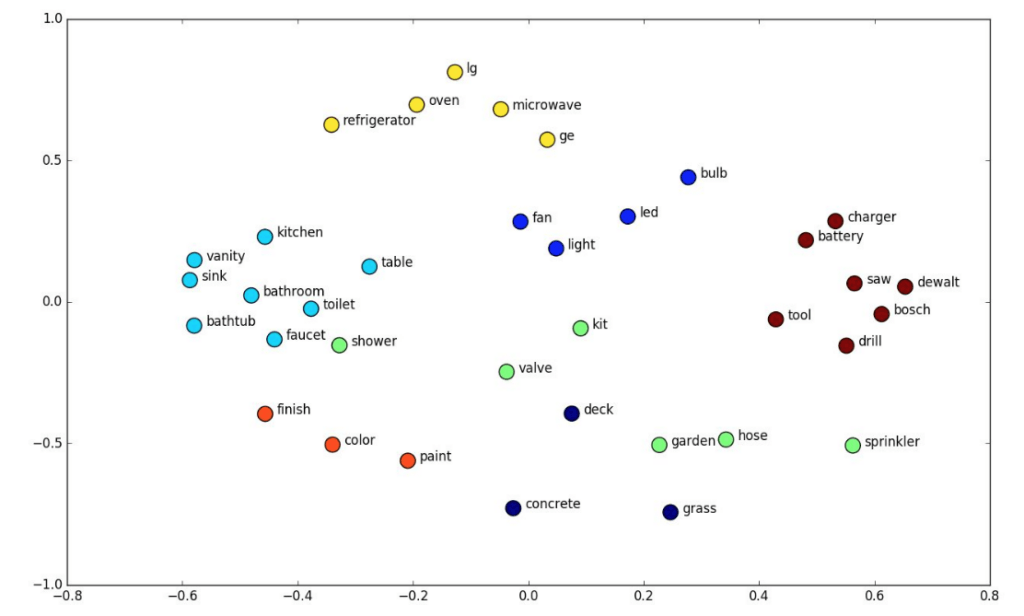 1.0
lg
oven
microwave
refrigerator
ge
0.5
bulb
led
charger
fan
battery
kitchen
light
vanity
table
sink
saw
dewalt
bathroom
0.0
toilet
bosch
tool
bathtub
kit
faucet
shower
drill
valve
finish
deck
color
garden
hose
sprinkler
−0.5
paint
concrete
grass
−1.0
−0.8 −0.6 −0.4 −0.2 0.0 0.2 0.4 0.6 0.8